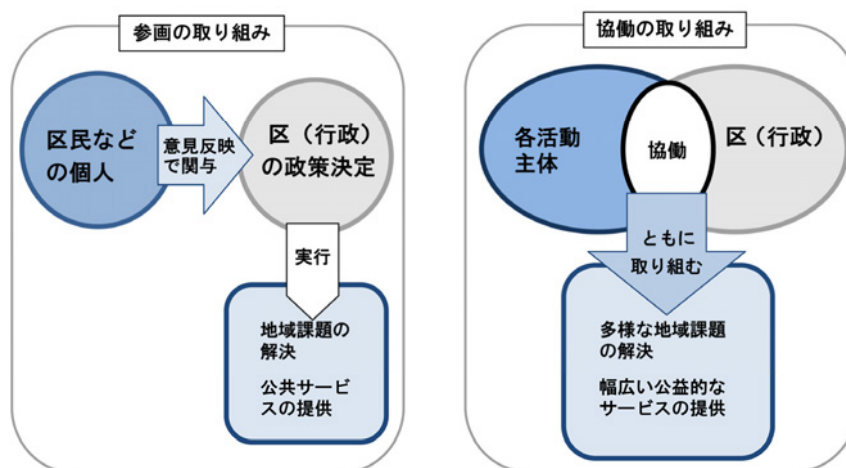 参画の取り組み
区民など
の個人
意見反映
で関与
区（行政）
の政策決定
実行
地域課題の
解決
公共サービ
スの提供
協働の取り組み
各活動
主体
協働
区（行政）
ともに
取り組む
多様な地域課題
の解決
幅広い公益的な
サービスの提供